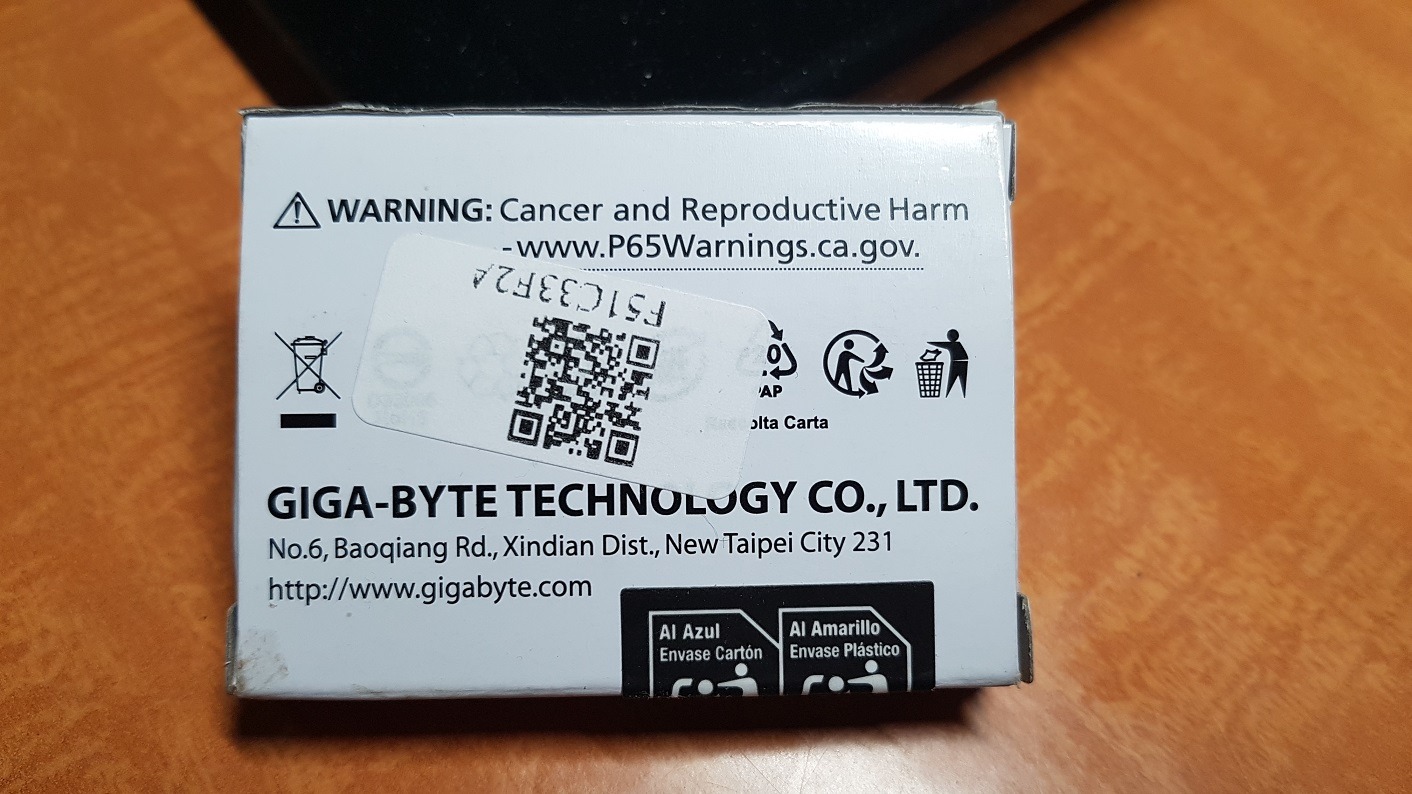 WARNING: Cancer and Reproductive Harm
-www.P65Warnings.ca.gov.
F51C33F2A
PAP
Raccolta Carta
GIGA-BYTE TECHNOLOGY CO., LTD.
No.6, Baoqiang Rd., Xindian Dist., New Taipei City 231
http://www.gigabyte.com
Al Azul
Envase Cartón
Al Amarillo
Envase Plástico